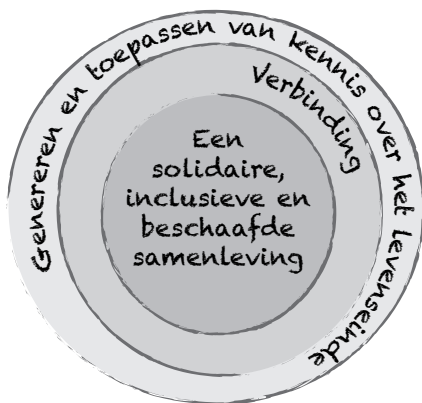 Genereren en toepassen van kennis over het levenseinde
Verbinding
Een
solidaire,
inclusieve en
beschaafde
samenleving